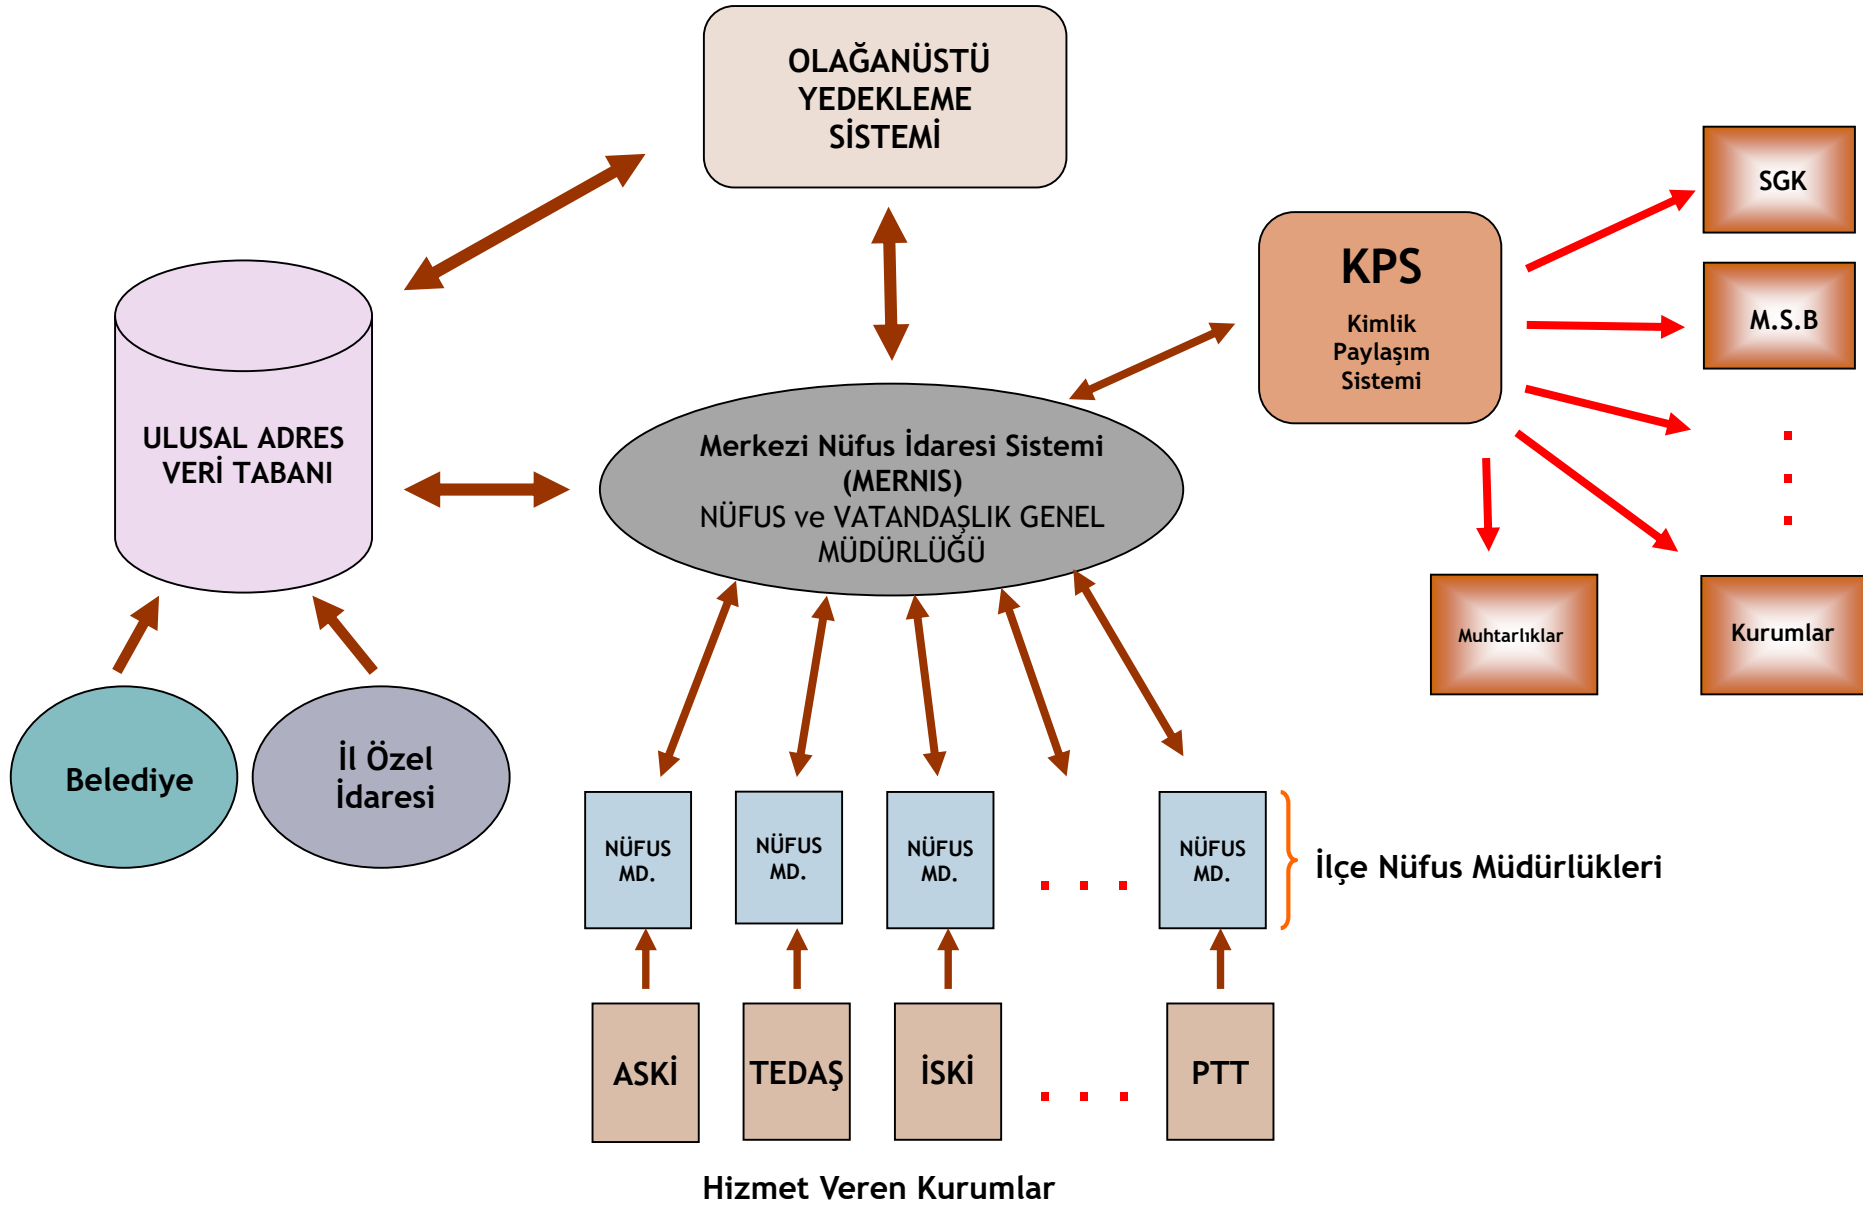 OLAĞANÜSTÜ
YEDEKLEME
SİSTEMİ
SGK
KPS
Kimlik
Paylaşım
Sistemi
M.S.B
ULUSAL ADRES
VERİ TABANI
Merkezi Nüfus İdaresi Sistemi
(MERNIS)
NÜFUS ve VATANDAŞLIK GENEL
MÜDÜRLÜĞÜ
. . .
Muhtarlıklar
Kurumlar
Belediye
İl Özel
İdaresi
NÜFUS
MD.
NÜFUS
MD.
NÜFUS
MD.
. . .
NÜFUS
MD.
İlçe Nüfus Müdürlükleri
ASKİ
TEDAŞ
İSKİ
. . .
PTT
Hizmet Veren Kurumlar